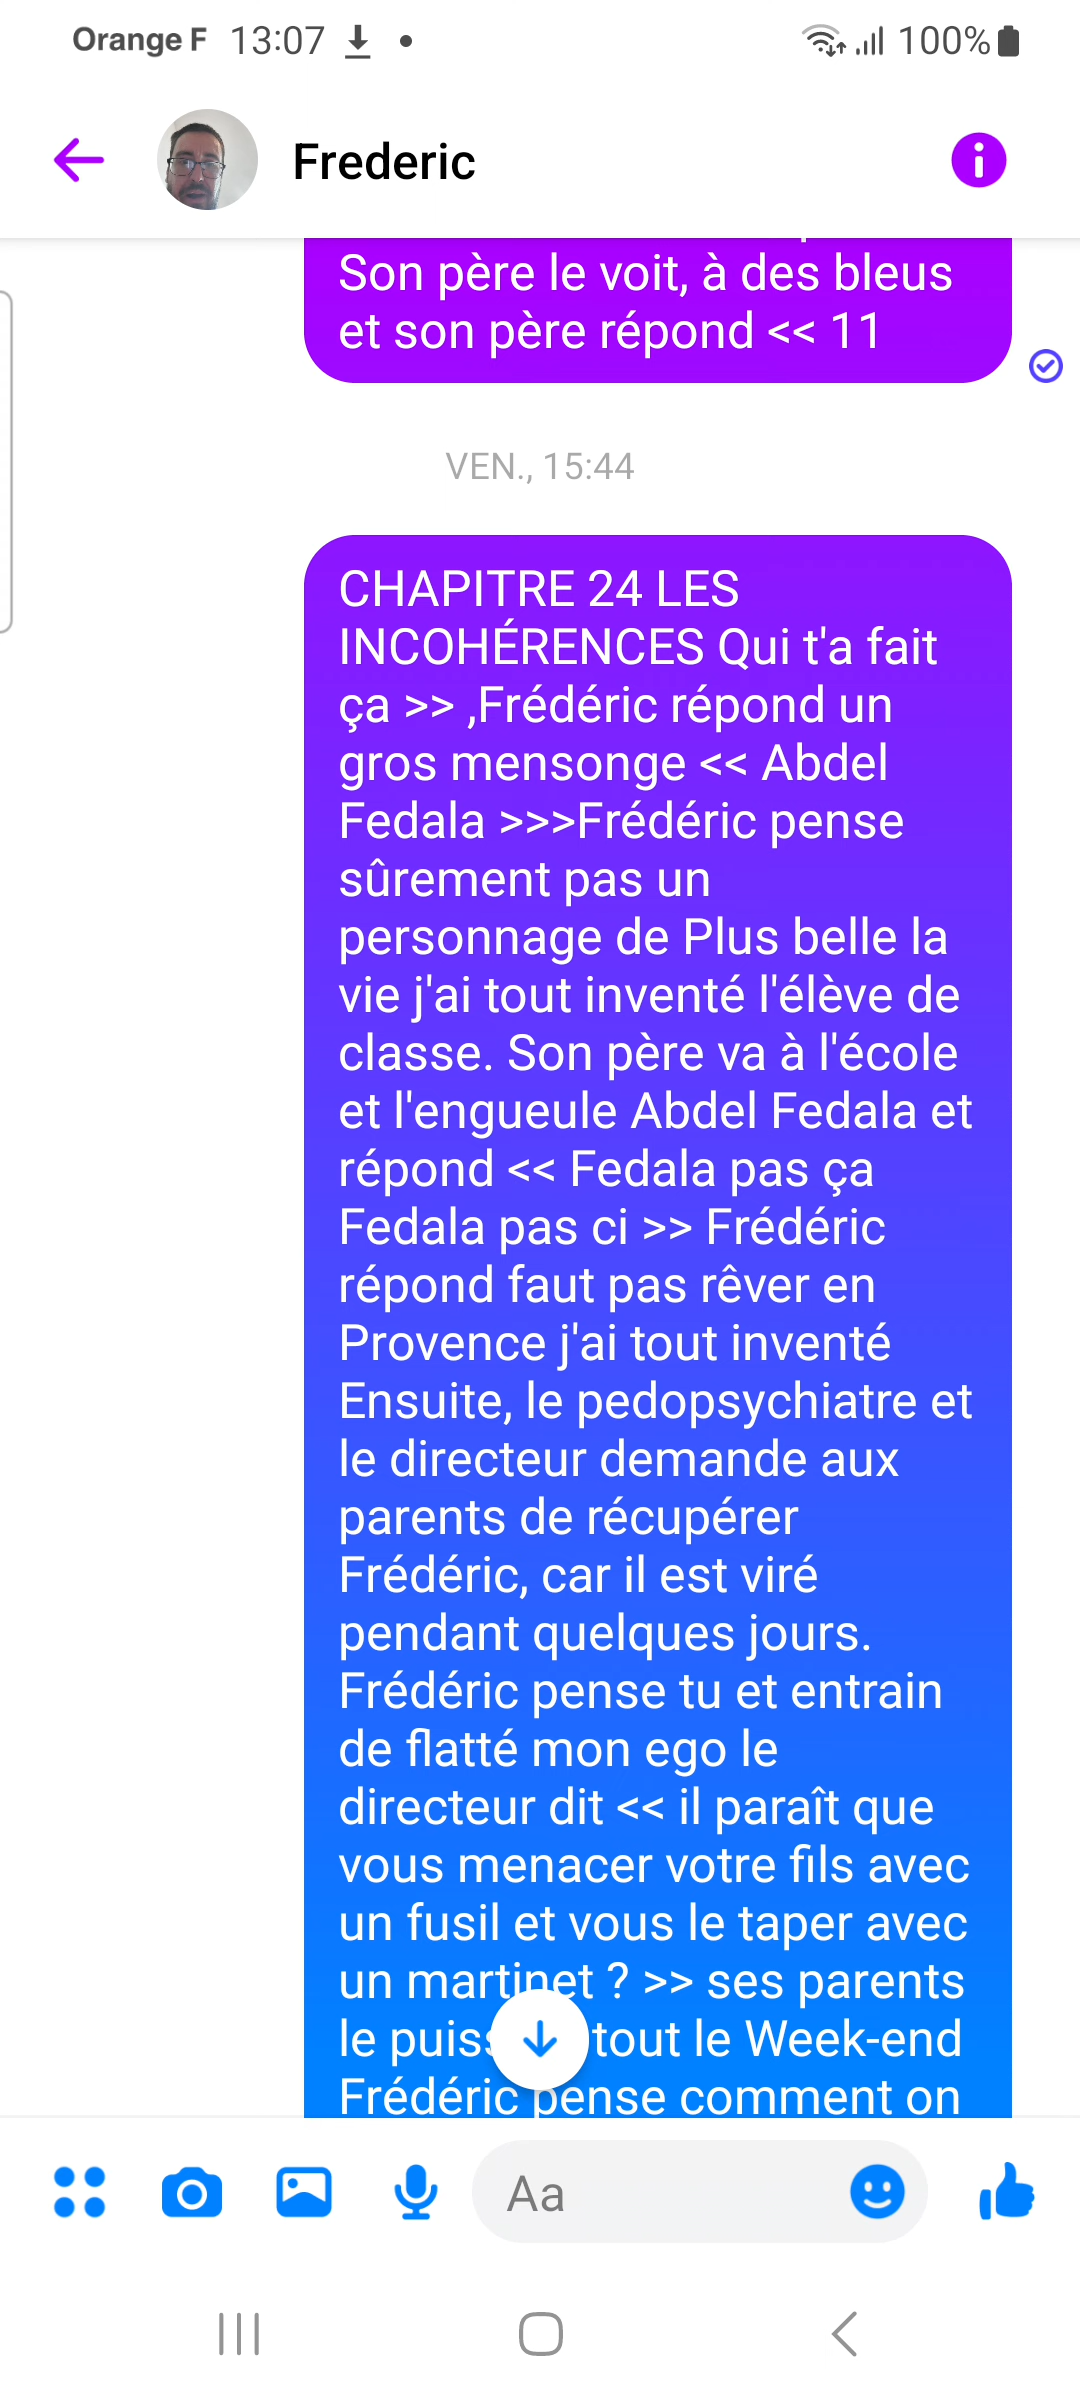 Orange F 13:07 100%
Frederic
Son père le voit, à des bleus
et son père répond << 11
VEN., 15:44
CHAPITRE 24 LES
INCOHÉRENCES Qui t'a fait
ça >> ,Frédéric répond un
gros mensonge << Abdel
Fedala >>>Frédéric pense
sûrement pas un
personnage de Plus belle la
vie j'ai tout inventé l'élève de
classe. Son père va à l'école
et l'engueule Abdel Fedala et
répond << Fedala pas ça
Fedala pas ci >> Frédéric
répond faut pas rêver en
Provence j'ai tout inventé
Ensuite, le pedopsychiatre et
le directeur demande aux
parents de récupérer
Frédéric, car il est viré
pendant quelques jours.
Frédéric pense tu et entrain
de flatté mon ego le
directeur dit << il paraît que
vous menacer votre fils avec
un fusil et vous le taper avec
un martinet ? >> ses parents
le tout le Week-end
Frédéric pense comment on
Aa